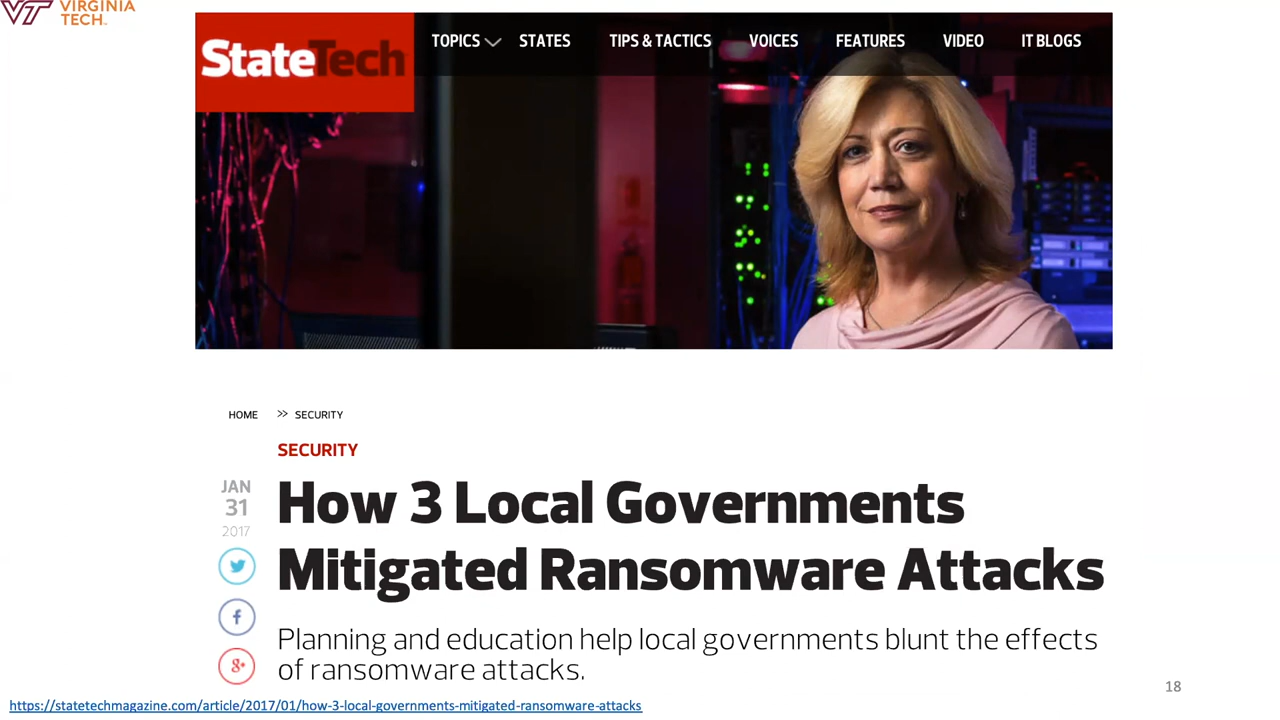 VIRGINIA
TECH
StateTech
TOPICS STATES TIPS & TACTICS VOICES FEATURES VIDEO IT BLOGS
HOME >> SECURITY
SECURITY
JAN
31
2017
How 3 Local Governments
Mitigated Ransomware Attacks
Planning and education help local governments blunt the effects
of ransomware attacks.
18
https://statetechmagazine.com/article/2017/01/how-3-local-governments-mitigated-ransomware-attacks